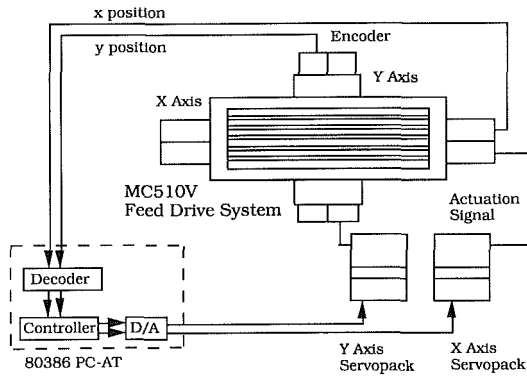 x position
y position
Encoder
Y Axis
X Axis
MC510V
Feed Drive System
Actuation
Signal
Decoder
Controller
D/A
80386 PC-AT
Y Axis
Servopack
X Axis
Servopack